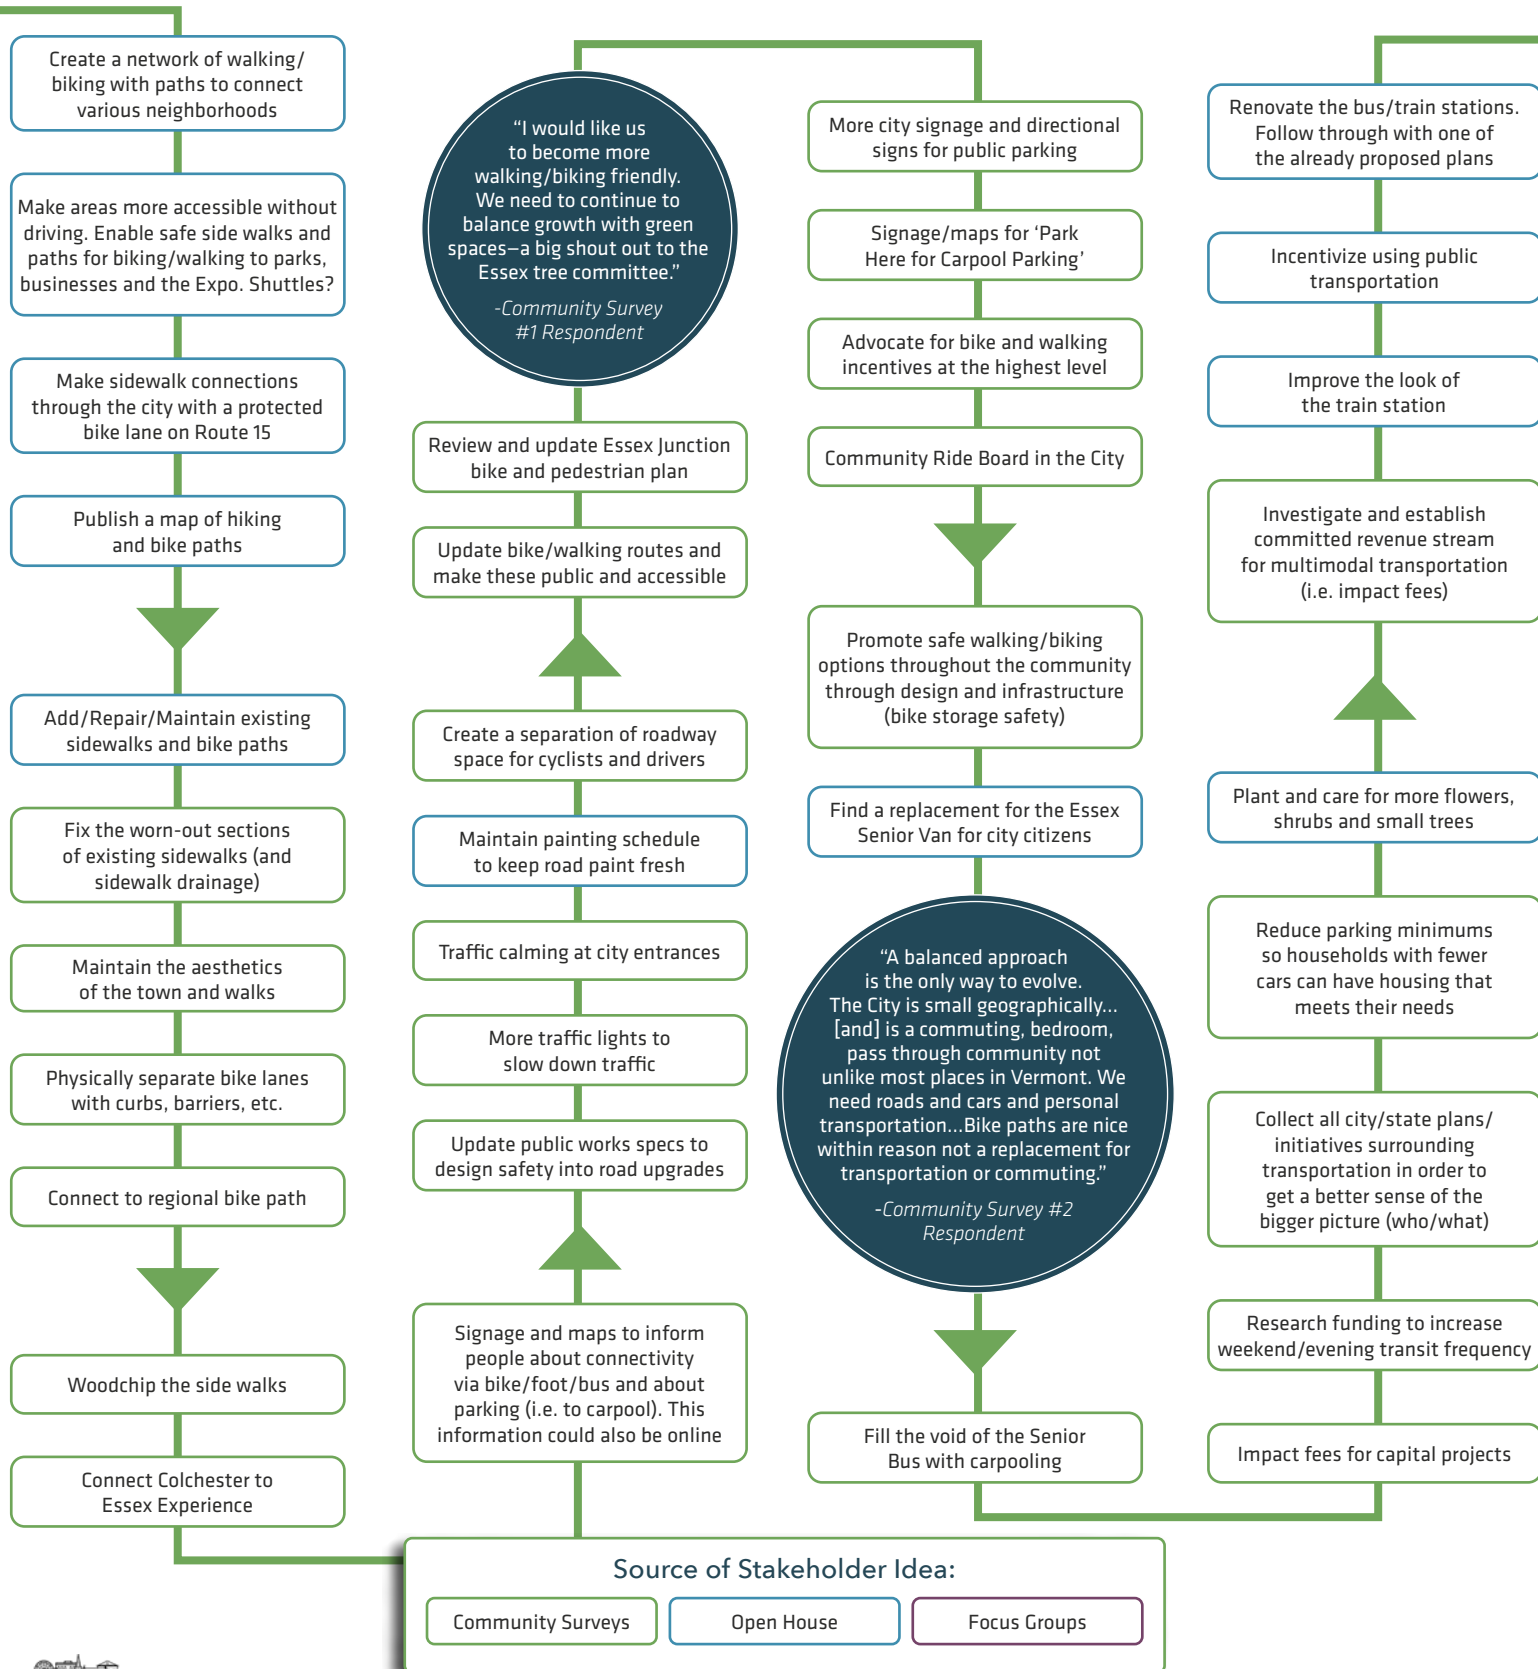 Create a network of walking/
biking with paths to connect
various neighborhoods
Make areas more accessible without
driving. Enable safe side walks and
paths for biking/walking to parks,
businesses and the Expo. Shuttles?
Make sidewalk connections
through the city with a protected
bike lane on Route 15
Publish a map of hiking
and bike paths
Add/Repair/Maintain existing
sidewalks and bike paths
Fix the worn-out sections
of existing sidewalks (and
sidewalk drainage)
Maintain the aesthetics
of the town and walks
Physically separate bike lanes
with curbs, barriers, etc.
Connect to regional bike path
Woodchip the side walks
Connect Colchester to
Essex Experience
“I would like us
to become more
walking/biking friendly.
We need to continue to
balance growth with green
spaces—a big shout out to the
Essex tree committee.”
-Community Survey
#1 Respondent
Review and update Essex Junction
bike and pedestrian plan
Update bike/walking routes and
make these public and accessible
Create a separation of roadway
space for cyclists and drivers
Maintain painting schedule
to keep road paint fresh
Traffic calming at city entrances
More traffic lights to
slow down traffic
Update public works specs to
design safety into road upgrades
Signage and maps to inform
people about connectivity
via bike/foot/bus and about
parking (i.e. to carpool). This
information could also be online
More city signage and directional
signs for public parking
Signage/maps for ‘Park
Here for Carpool Parking’
Advocate for bike and walking
incentives at the highest level
Community Ride Board in the City
Promote safe walking/biking
options throughout the community
through design and infrastructure
(bike storage safety)
Find a replacement for the Essex
Senior Van for city citizens
“A balanced approach
is the only way to evolve.
The City is small geographically...
[and] is a commuting, bedroom,
pass through community not
unlike most places in Vermont. We
need roads and cars and personal
transportation...Bike paths are nice
within reason not a replacement for
transportation or commuting.”
-Community Survey #2
Respondent
Fill the void of the Senior
Bus with carpooling
Renovate the bus/train stations.
Follow through with one of
the already proposed plans
Incentivize using public
transportation
Improve the look of
the train station
Investigate and establish
committed revenue stream
for multimodal transportation
(i.e. impact fees)
Plant and care for more flowers,
shrubs and small trees
Reduce parking minimums
so households with fewer
cars can have housing that
meets their needs
Collect all city/state plans/
initiatives surrounding
transportation in order to
get a better sense of the
bigger picture (who/what)
Research funding to increase
weekend/evening transit frequency
Impact fees for capital projects
Source of Stakeholder Idea:
Community Surveys
Open House
Focus Groups